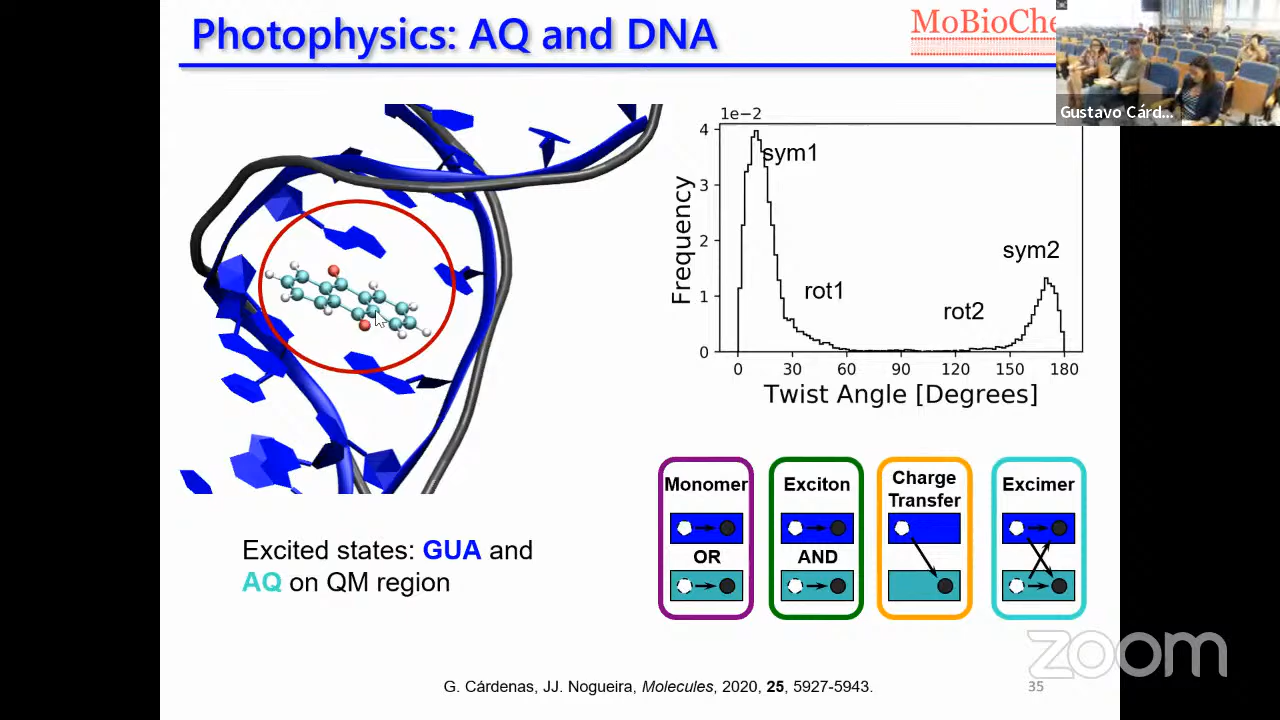 Photophysics: AQ and DNA
MoBioChe
Gustavo Cárd...
1e−2
sym1
sym2
rot1
rot2
Frequency
4
3
2
1
0
0 30 60 90 120 150 180
Twist Angle [Degrees]
Monomer
OR
Exciton
AND
Charge
Transfer
Excimer
Excited states: GUA and
AQ on QM region
zoom
G. Cárdenas, JJ. Nogueira, Molecules, 2020, 25, 5927-5943.
35